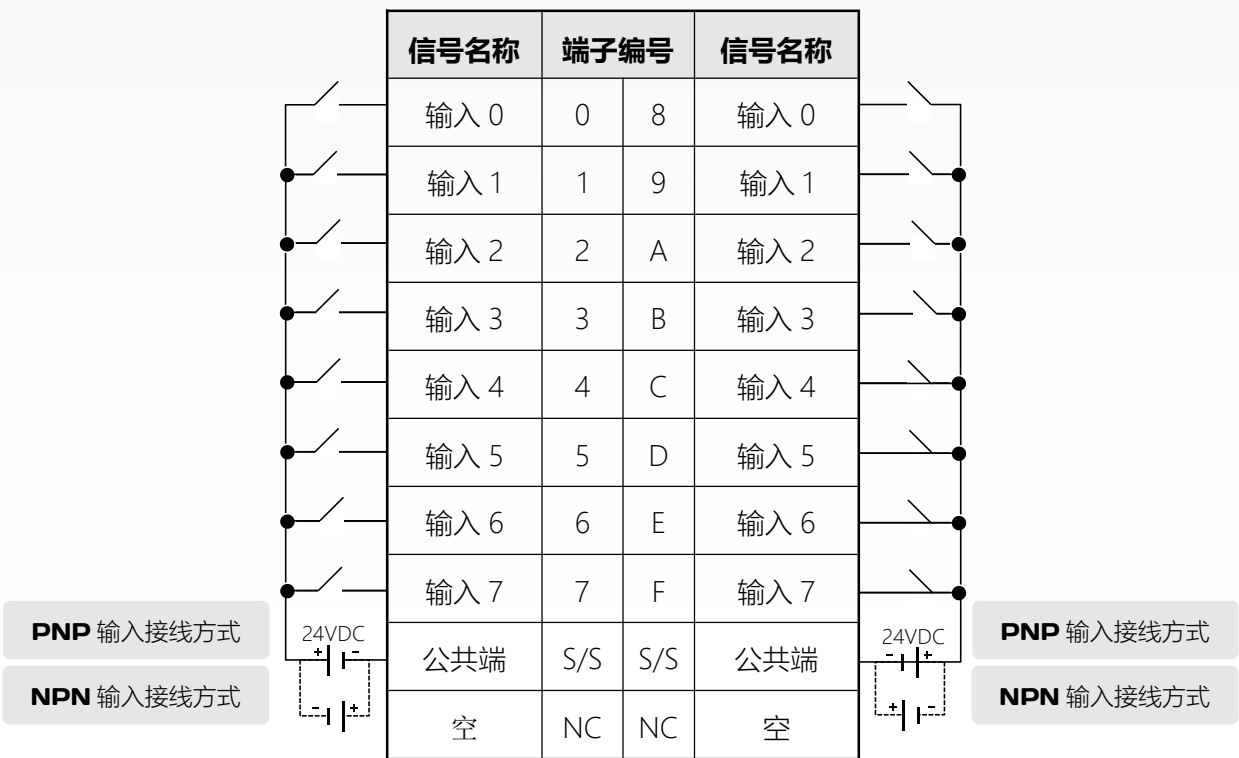 信号名称 端子编号 信号名称
输入 0 0 8 输入 0
输入 1 1 9 输入 1
输入 2 2 A 输入 2
输入 3 3 B 输入 3
输入 4 4 C 输入 4
输入 5 5 D 输入 5
输入 6 6 E 输入 6
输入 7 7 F 输入 7
PNP 输入接线方式 24VDC 24VDC PNP 输入接线方式
+ - 公共端 S/S S/S 公共端 - +
NPN 输入接线方式 - + + - NPN 输入接线方式
空 NC NC 空